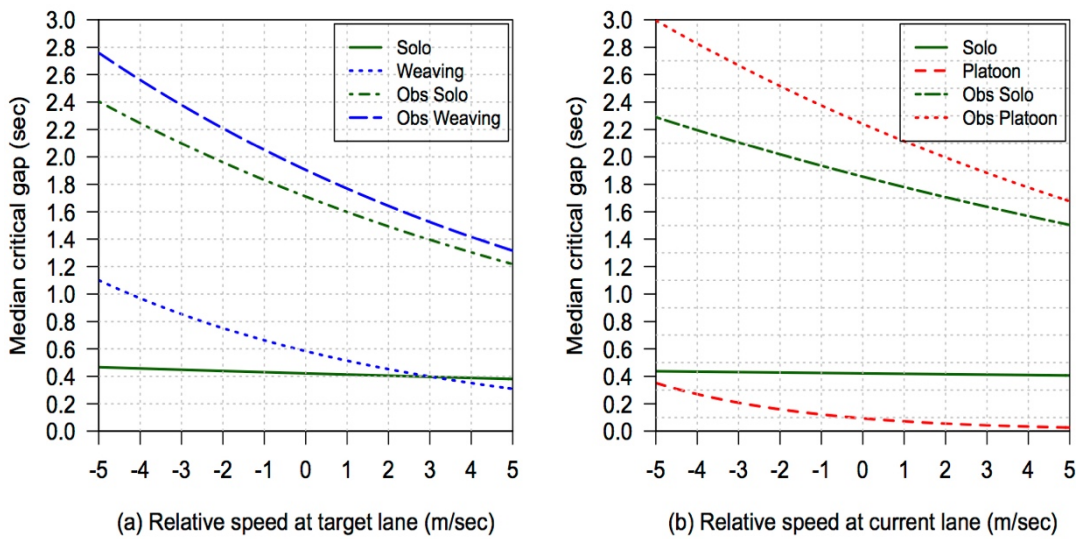 3.0
2.8
2.6
2.4
2.2
2.0
1.8
1.6
1.4
1.2
1.0
0.8
0.6
0.4
0.2
0.0
Median critical gap (sec)
Solo
Weaving
Obs Solo
Obs Weaving
-5 -4 -3 -2 -1 0 1 2 3 4 5
(a) Relative speed at target lane (m/sec)
3.0
2.8
2.6
2.4
2.2
2.0
1.8
1.6
1.4
1.2
1.0
0.8
0.6
0.4
0.2
0.0
Median critical gap (sec)
Solo
Platoon
Obs Solo
Obs Platoon
-5 -4 -3 -2 -1 0 1 2 3 4 5
(b) Relative speed at current lane (m/sec)